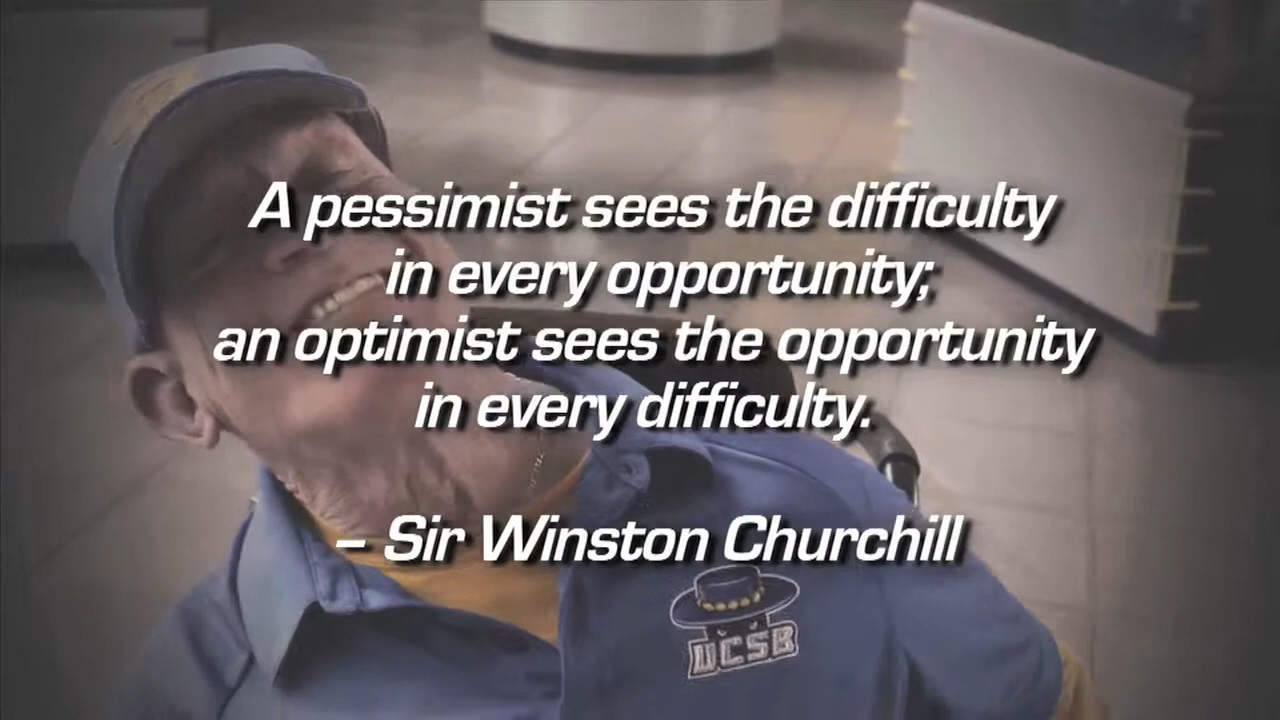 A pessimist sees the difficulty
in every opportunity;
an optimist sees the opportunity
in every difficulty.
– Sir Winston Churchill
UCSB